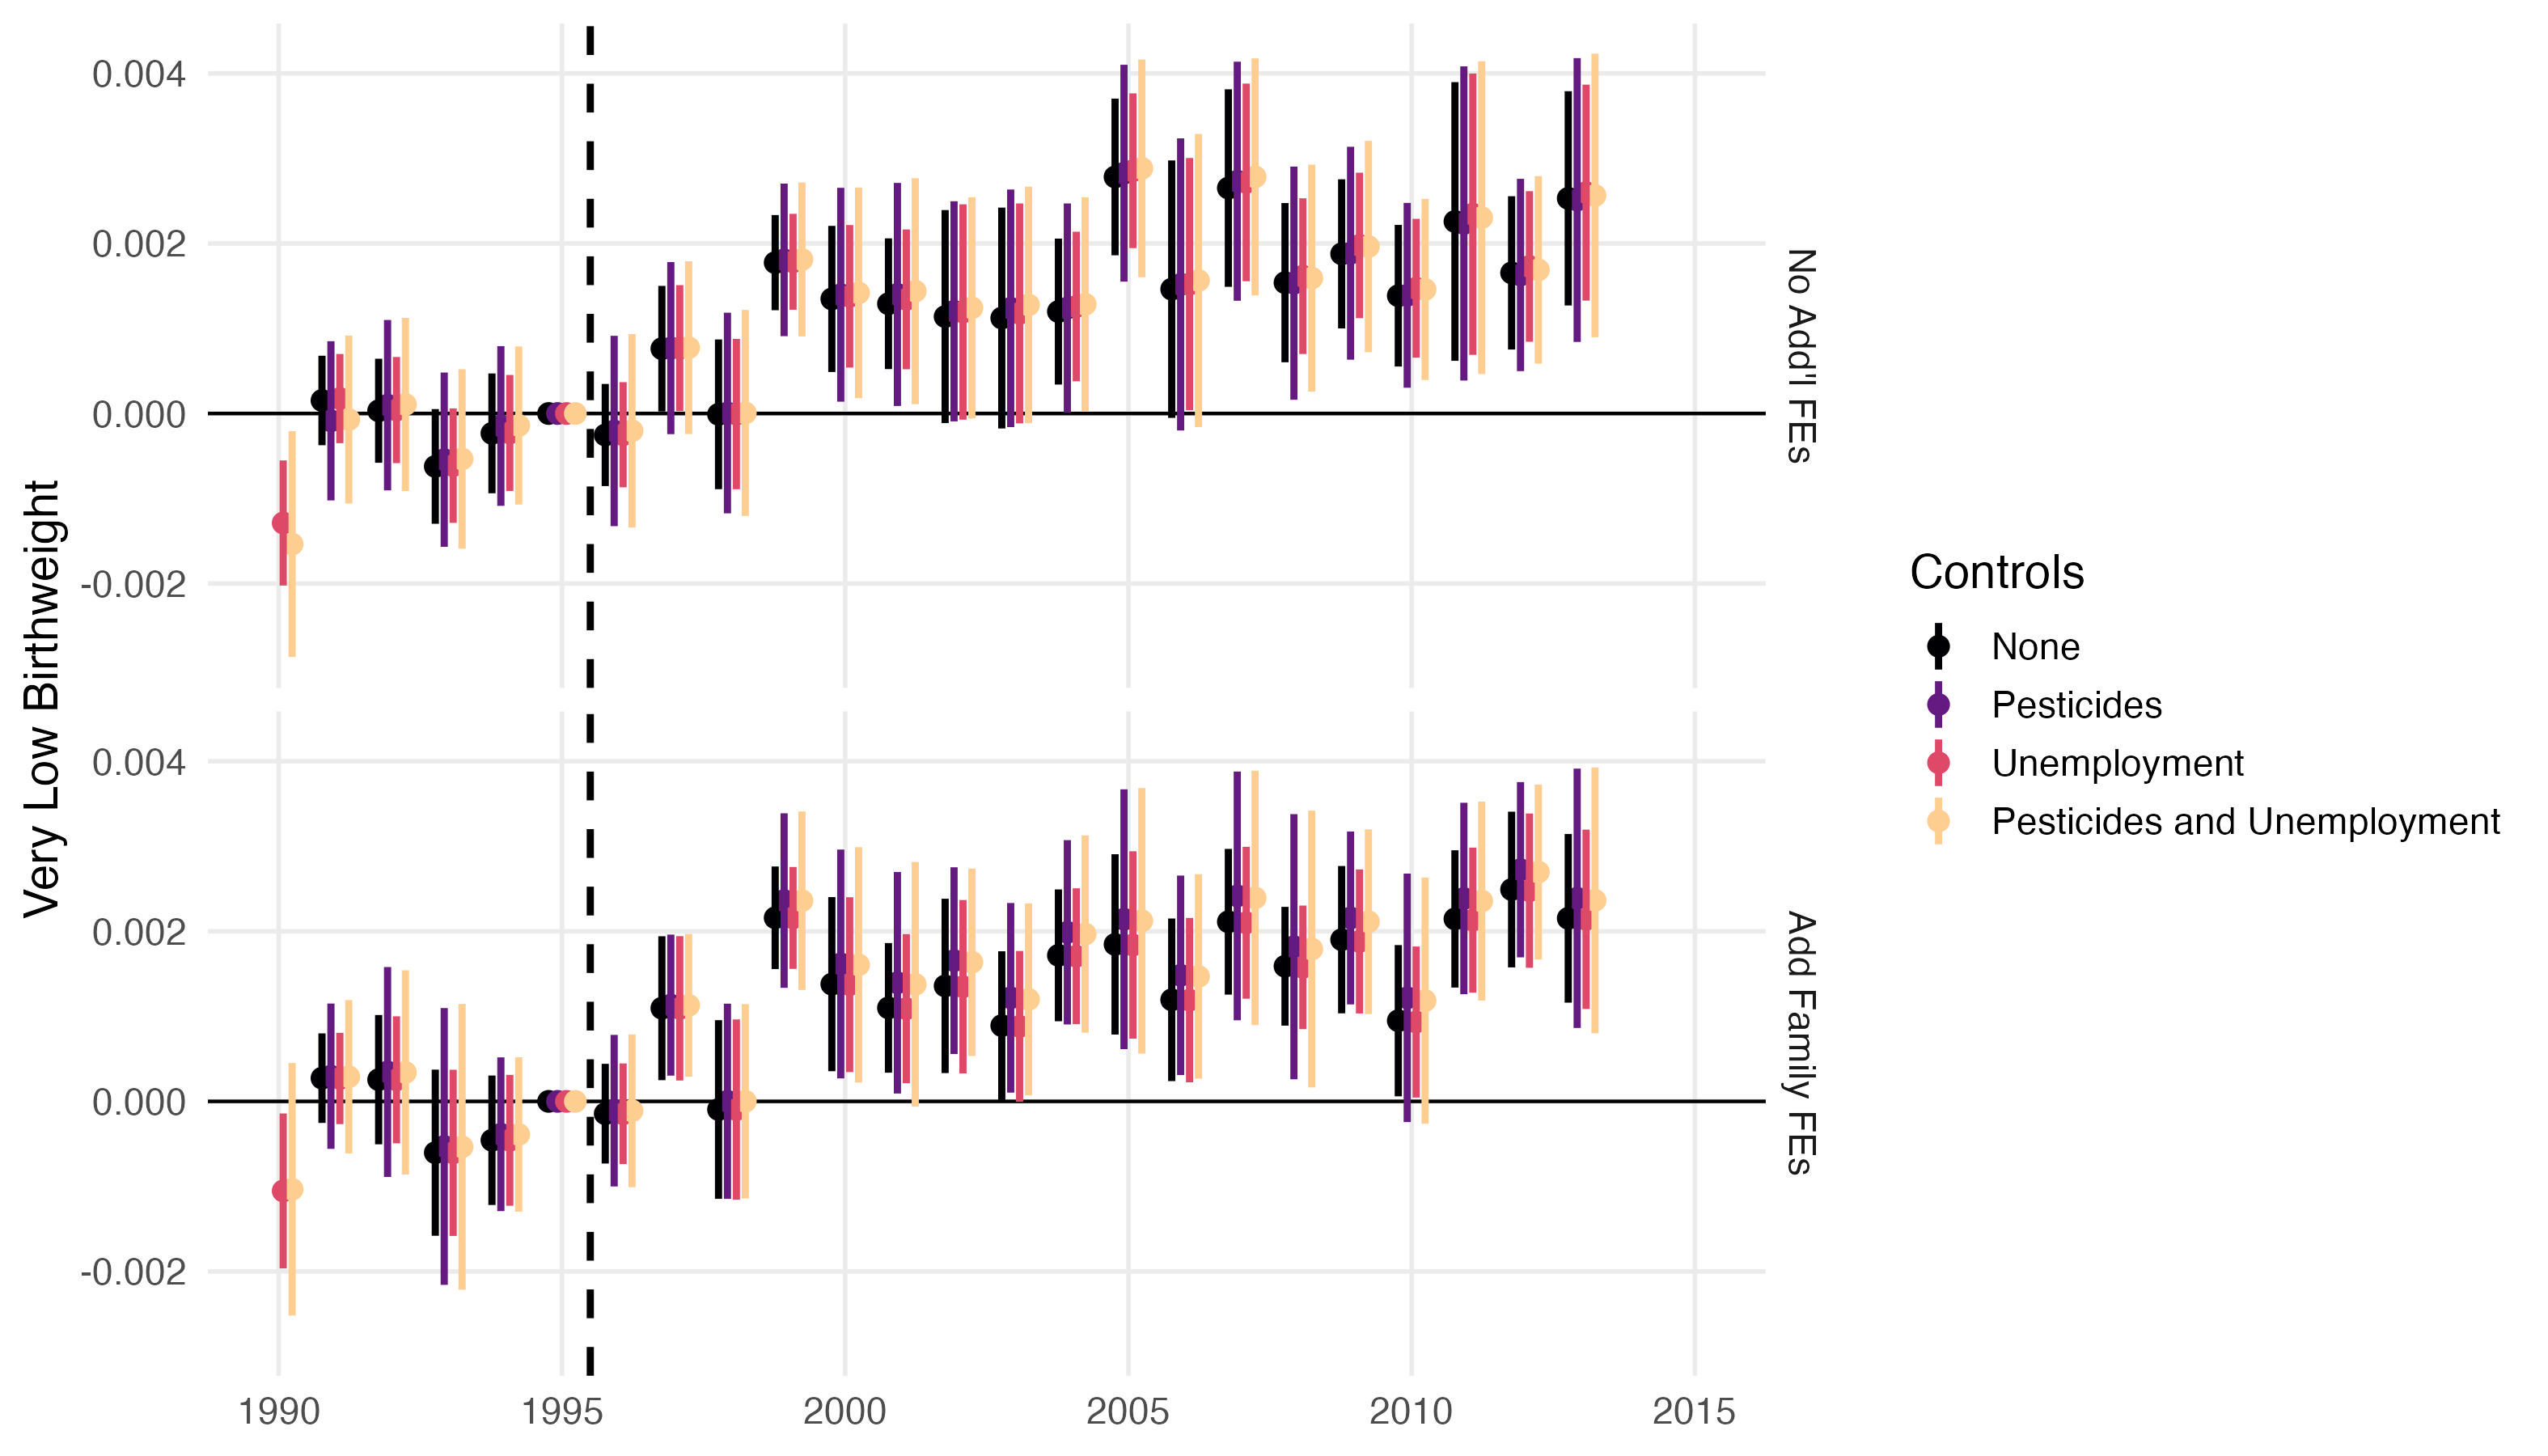 Very Low Birthweight
0.004
0.002
0.000
-0.002
No Add'l FEs
0.004
0.002
0.000
-0.002
Add Family FEs
1990
1995
2000
2005
2010
2015
Controls
None
Pesticides
Unemployment
Pesticides and Unemployment